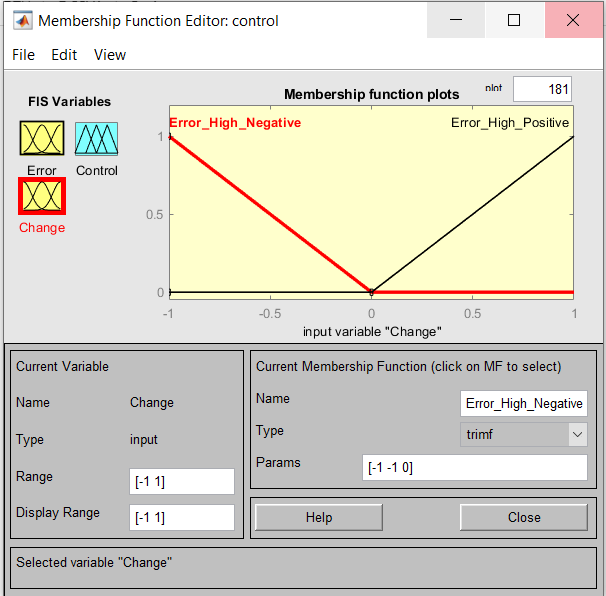 Membership Function Editor: control
File Edit View
FIS Variables
Error Control
Change
Membership function plots
plot 181
Error_High_Negative Error_High_Positive
1
0.5
0
-1 -0.5 0 0.5 1
input variable "Change"
Current Variable
Name Change
Type input
Range [-1 1]
Display Range [-1 1]
Current Membership Function (click on MF to select)
Name Error_High_Negative
Type trimf
Params [-1 -1 0]
Help Close
Selected variable "Change"